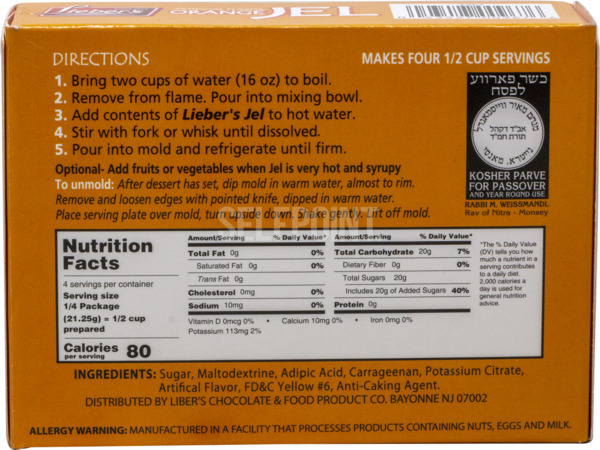 Lieber's
ORANGE JEL
DIRECTIONS
MAKES FOUR 1/2 CUP SERVINGS
1. Bring two cups of water (16 oz) to boil.
2. Remove from flame. Pour into mixing bowl.
3. Add contents of Lieber's Jel to hot water.
4. Stir with fork or whisk until dissolved.
5. Pour into mold and refrigerate until firm.
Optional- Add fruits or vegetables when Jel is very hot and syrupy
To unmold: After dessert has set, dip mold in warm water, almost to rim.
Remove and loosen edges with pointed knife, dipped in warm water.
Place serving plate over mold, turn upside down. Shake gently. Lift off mold.
כשר, פארווע
לפסח
מנחם מאיר ווייסמאנדל
אב"ד דקהל
תורת חמ"ד
נייטרא, מאנסי
KOSHER PARVE
FOR PASSOVER
AND YEAR ROUND USE
RABBI M. WEISSMANDL
Rav of Nitra - Monsey
SELEPOINT
Nutrition
Facts
4 servings per container
Serving size
1/4 Package
(21.25g) = 1/2 cup
prepared
Calories 80
per serving
Amount/Serving % Daily Value*
Total Fat 0g 0%
Saturated Fat 0g 0%
Trans Fat 0g
Cholesterol 0mg 0%
Sodium 10mg 0%
Amount/Serving % Daily Value*
Total Carbohydrate 20g 7%
Dietary Fiber 0g 0%
Total Sugars 20g
Includes 20g of Added Sugars 40%
Protein 0g
Vitamin D 0mcg 0% • Calcium 10mg 0% • Iron 0mg 0%
Potassium 113mg 2%
*The % Daily Value
(DV) tells you how
much a nutrient in a
serving contributes
to a daily diet.
2,000 calories a
day is used for
general nutrition
advice.
INGREDIENTS: Sugar, Maltodextrine, Adipic Acid, Carrageenan, Potassium Citrate,
Artifical Flavor, FD&C Yellow #6, Anti-Caking Agent.
DISTRIBUTED BY LIBER'S CHOCOLATE & FOOD PRODUCT CO. BAYONNE NJ 07002
ALLERGY WARNING: MANUFACTURED IN A FACILITY THAT PROCESSES PRODUCTS CONTAINING NUTS, EGGS AND MILK.